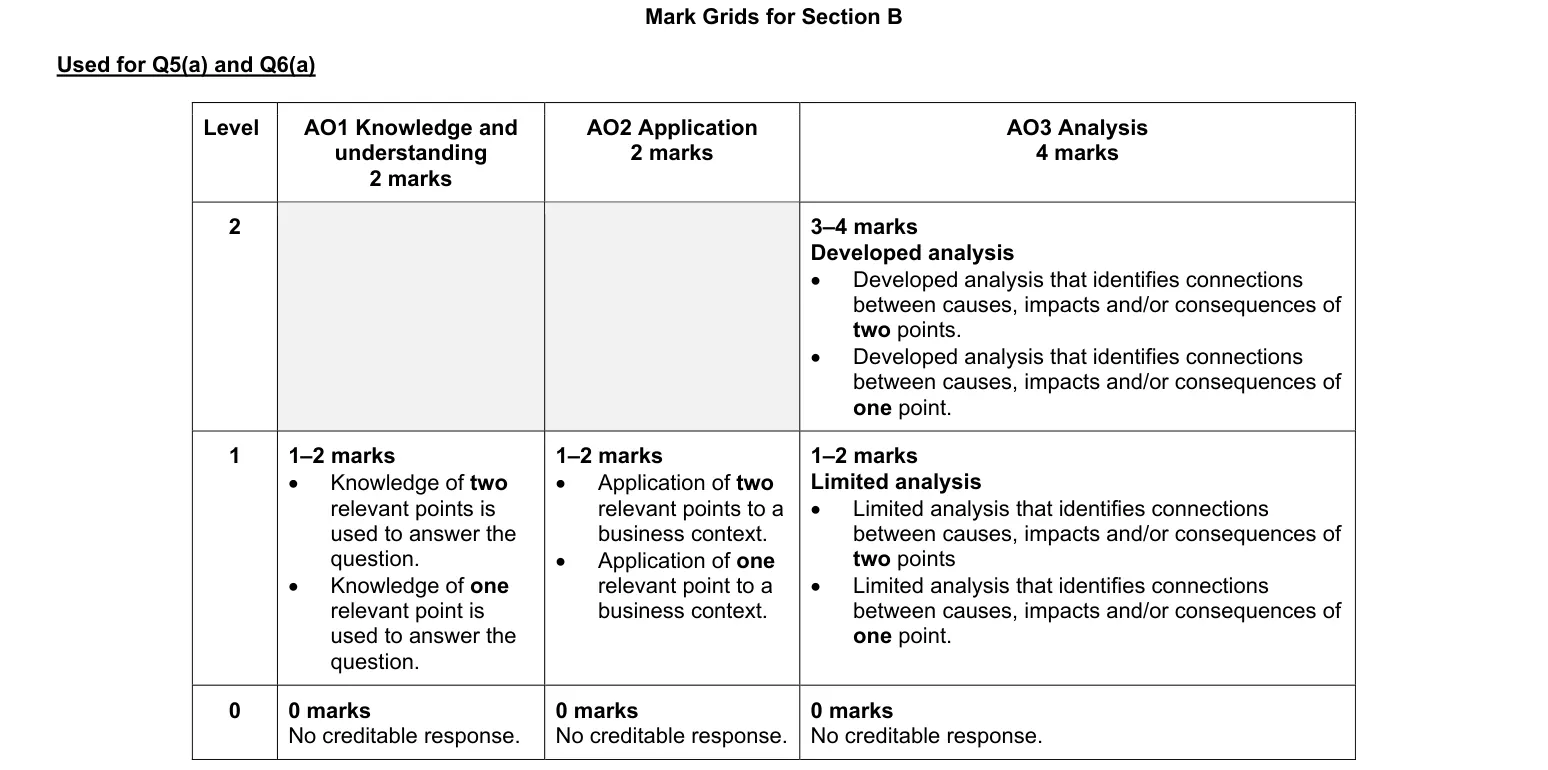 Mark Grids for Section B
Used for Q5(a) and Q6(a)
Level
AO1 Knowledge and
understanding
2 marks
AO2 Application
2 marks
AO3 Analysis
4 marks
2
3–4 marks
Developed analysis
• Developed analysis that identifies connections
between causes, impacts and/or consequences of
two points.
• Developed analysis that identifies connections
between causes, impacts and/or consequences of
one point.
1
1–2 marks
• Knowledge of two
relevant points is
used to answer the
question.
• Knowledge of one
relevant point is
used to answer the
question.
1–2 marks
• Application of two
relevant points to a
business context.
• Application of one
relevant point to a
business context.
1–2 marks
Limited analysis
• Limited analysis that identifies connections
between causes, impacts and/or consequences of
two points
• Limited analysis that identifies connections
between causes, impacts and/or consequences of
one point.
0
0 marks
No creditable response.
0 marks
No creditable response.
0 marks
No creditable response.